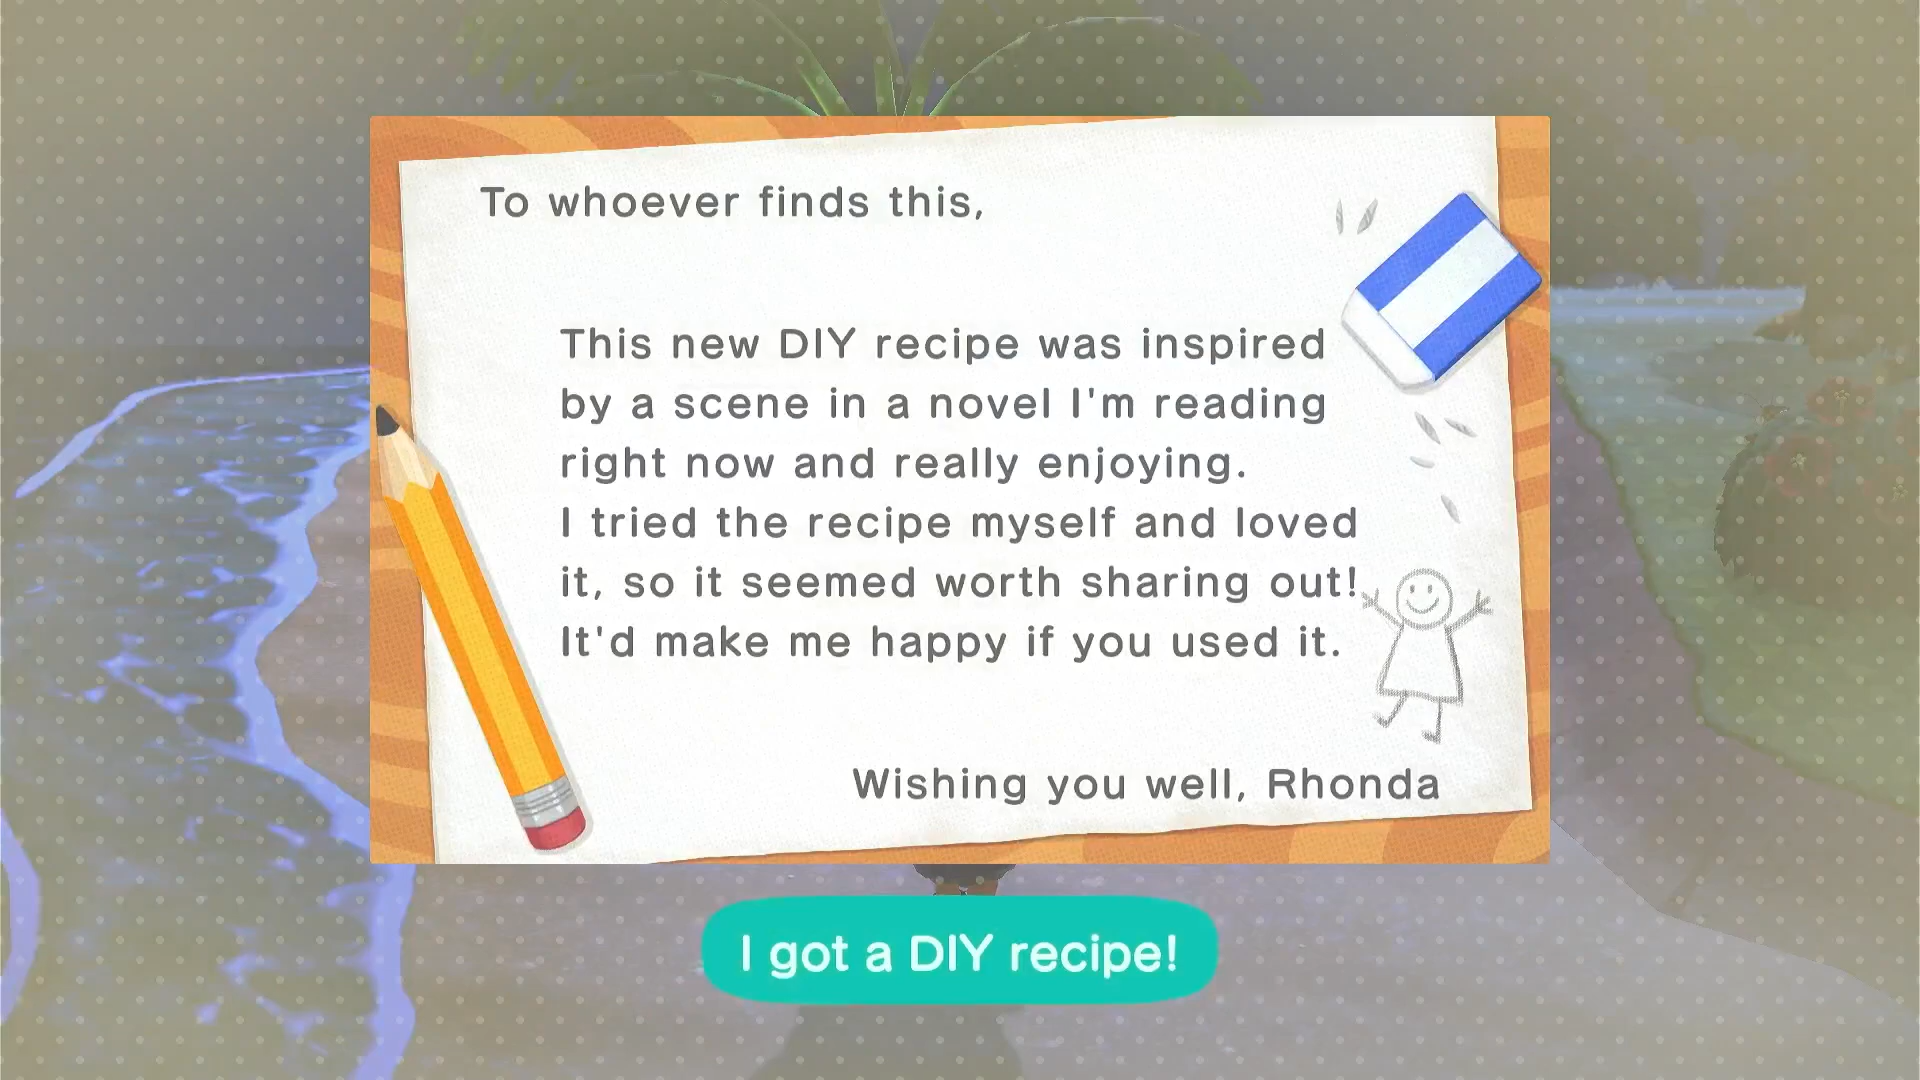 To whoever finds this,
This new DIY recipe was inspired
by a scene in a novel I'm reading
right now and really enjoying.
I tried the recipe myself and loved
it, so it seemed worth sharing out!
It'd make me happy if you used it.
Wishing you well, Rhonda
I got a DIY recipe!